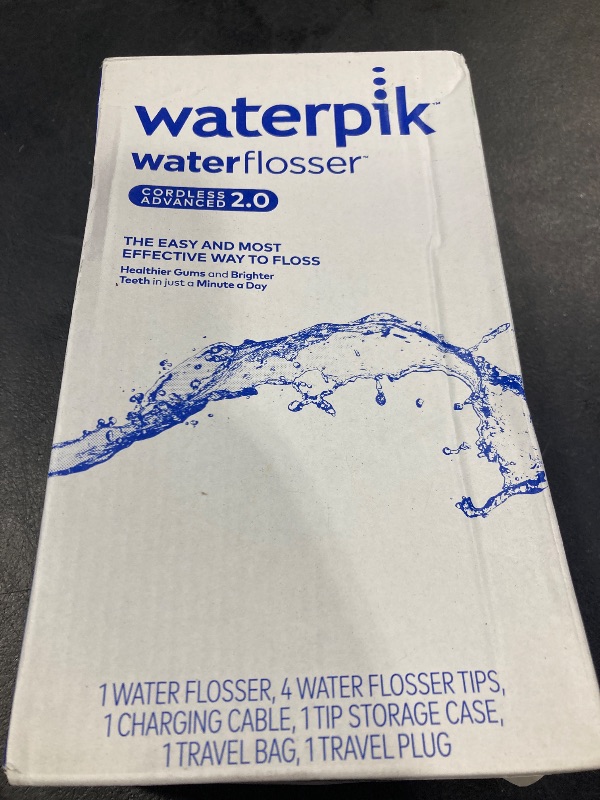 waterpik™
waterflosser™
CORDLESS
ADVANCED 2.0
THE EASY AND MOST
EFFECTIVE WAY TO FLOSS
Healthier Gums and Brighter
Teeth in just a Minute a Day
1 WATER FLOSSER, 4 WATER FLOSSER TIPS,
1 CHARGING CABLE, 1 TIP STORAGE CASE,
1 TRAVEL BAG, 1 TRAVEL PLUG